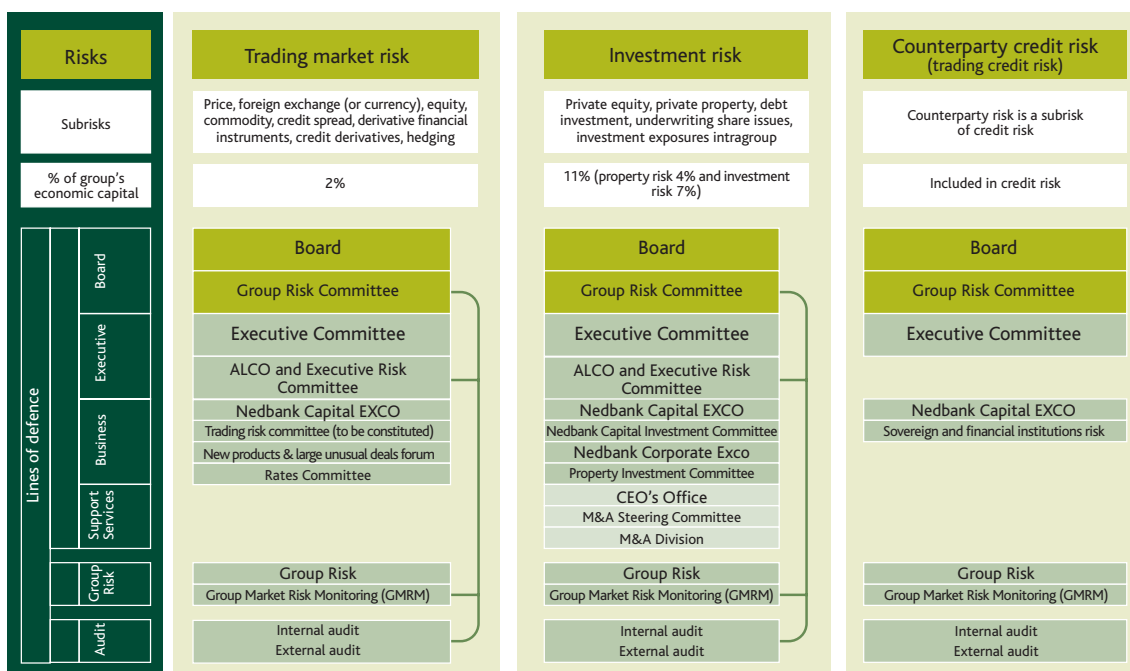 Risks
Trading market risk
Investment risk
Counterparty credit risk
(trading credit risk)
Subrisks
Price, foreign exchange (or currency), equity,
commodity, credit spread, derivative financial
instruments, credit derivatives, hedging
Private equity, private property, debt
investment, underwriting share issues,
investment exposures intragroup
Counterparty risk is a subrisk
of credit risk
% of group's
economic capital
2%
11% (property risk 4% and investment
risk 7%)
Included in credit risk
Lines of defence
Board
Executive
Business
Support
Services
Group
Risk
Audit
Board
Group Risk Committee
Executive Committee
ALCO and Executive Risk
Committee
Nedbank Capital EXCO
Trading risk committee (to be constituted)
New products & large unusual deals forum
Rates Committee
Group Risk
Group Market Risk Monitoring (GMRM)
Internal audit
External audit
Board
Group Risk Committee
Executive Committee
ALCO and Executive Risk
Committee
Nedbank Capital EXCO
Nedbank Capital Investment Committee
Nedbank Corporate Exco
Property Investment Committee
CEO's Office
M&A Steering Committee
M&A Division
Group Risk
Group Market Risk Monitoring (GMRM)
Internal audit
External audit
Board
Group Risk Committee
Executive Committee
Nedbank Capital EXCO
Sovereign and financial institutions risk
Group Risk
Group Market Risk Monitoring (GMRM)
Internal audit
External audit